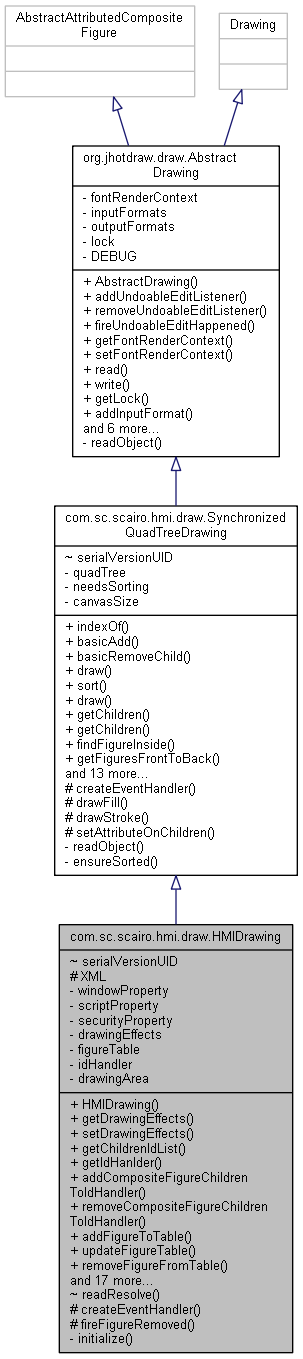 AbstractAttributedComposite
Figure
Drawing
org.jhotdraw.draw.Abstract
Drawing
- fontRenderContext
- inputFormats
- outputFormats
- lock
- DEBUG
+ AbstractDrawing()
+ addUndoableEditListener()
+ removeUndoableEditListener()
+ fireUndoableEditHappened()
+ getFontRenderContext()
+ setFontRenderContext()
+ read()
+ write()
+ getLock()
+ addInputFormat()
and 6 more...
- readObject()
com.sc.scairo.hmi.draw.Synchronized
QuadTreeDrawing
~ serialVersionUID
- quadTree
- needsSorting
- canvasSize
+ indexOf()
+ basicAdd()
+ basicRemoveChild()
+ draw()
+ sort()
+ draw()
+ getChildren()
+ getChildren()
+ findFigureInside()
+ getFiguresFrontToBack()
and 13 more...
# createEventHandler()
# drawFill()
# drawStroke()
# setAttributeOnChildren()
- readObject()
- ensureSorted()
com.sc.scairo.hmi.draw.HMIDrawing
~ serialVersionUID
# XML
- windowProperty
- scriptProperty
- securityProperty
- drawingEffects
- figureTable
- idHandler
- drawingArea
+ HMIDrawing()
+ getDrawingEffects()
+ setDrawingEffects()
+ getChildrenIdList()
+ getIdHanlder()
+ addCompositeFigureChildren
ToIdHandler()
+ removeCompositeFigureChildren
ToIdHandler()
+ addFigureToTable()
+ updateFigureTable()
+ removeFigureFromTable()
and 17 more...
~ readResolve()
# createEventHandler()
# fireFigureRemoved()
- initialize()